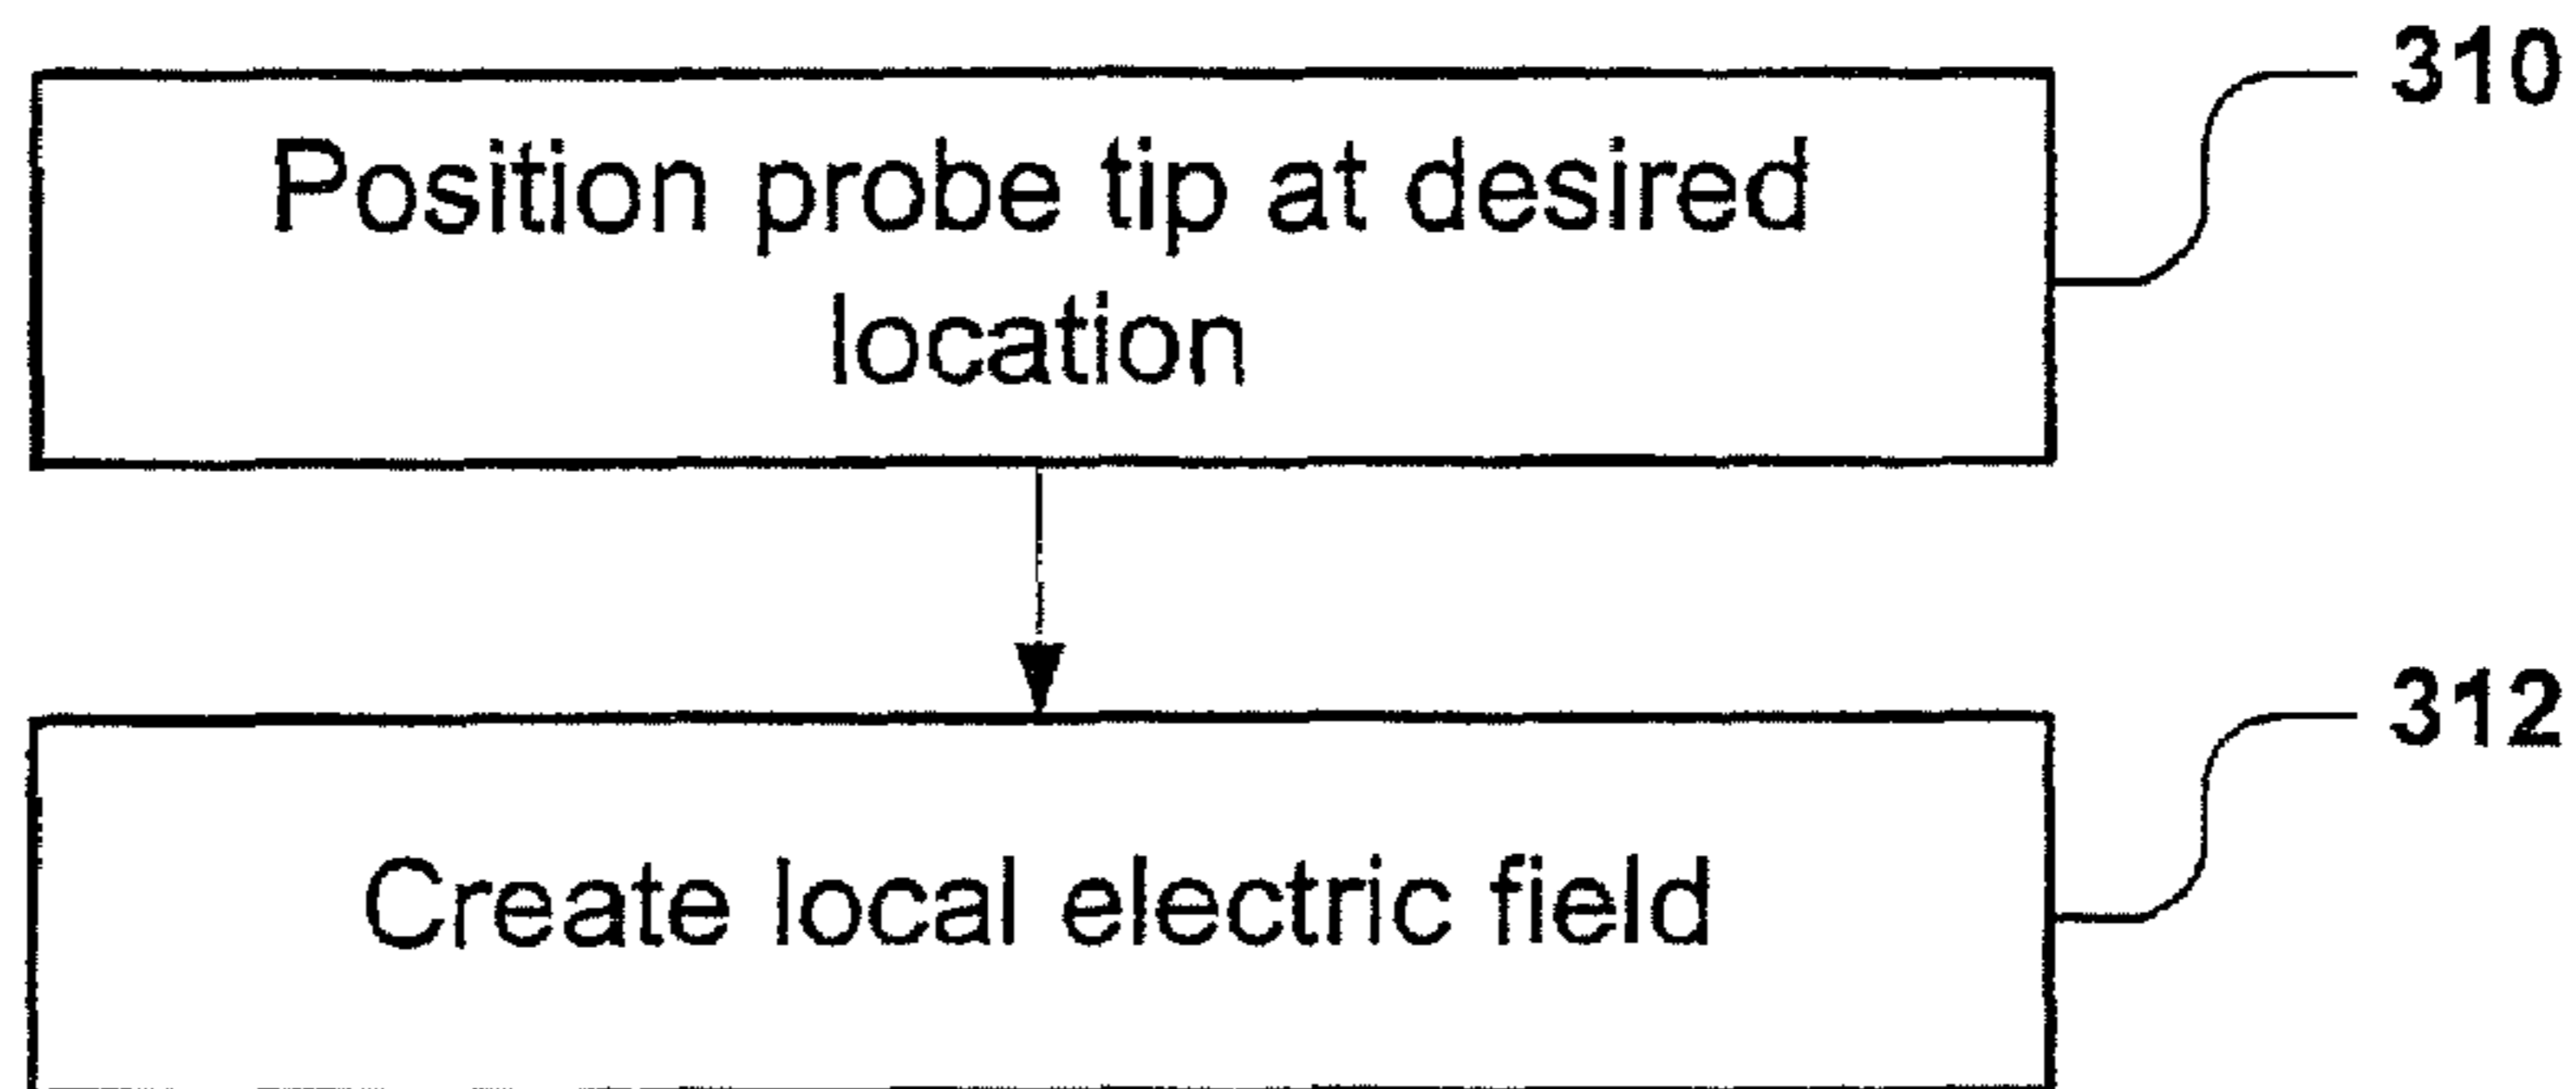 310
Position probe tip at desired
location
312
Create local electric field